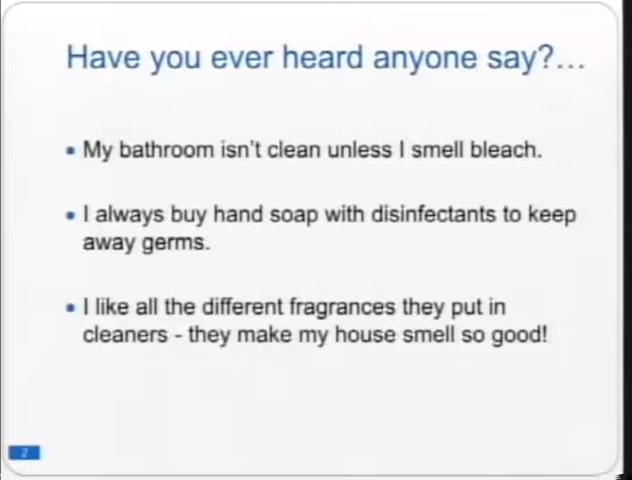 Have you ever heard anyone say?...
• My bathroom isn't clean unless I smell bleach.
• I always buy hand soap with disinfectants to keep
away germs.
• I like all the different fragrances they put in
cleaners - they make my house smell so good!
2